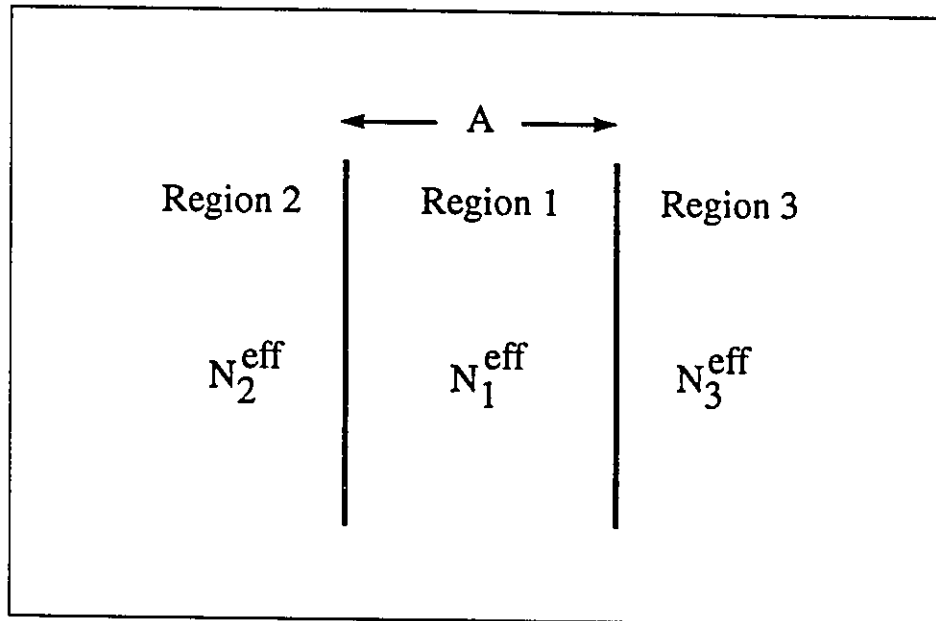 A
Region 2 Region 1 Region 3
N₂ᵉᶠᶠ N₁ᵉᶠᶠ N₃ᵉᶠᶠ